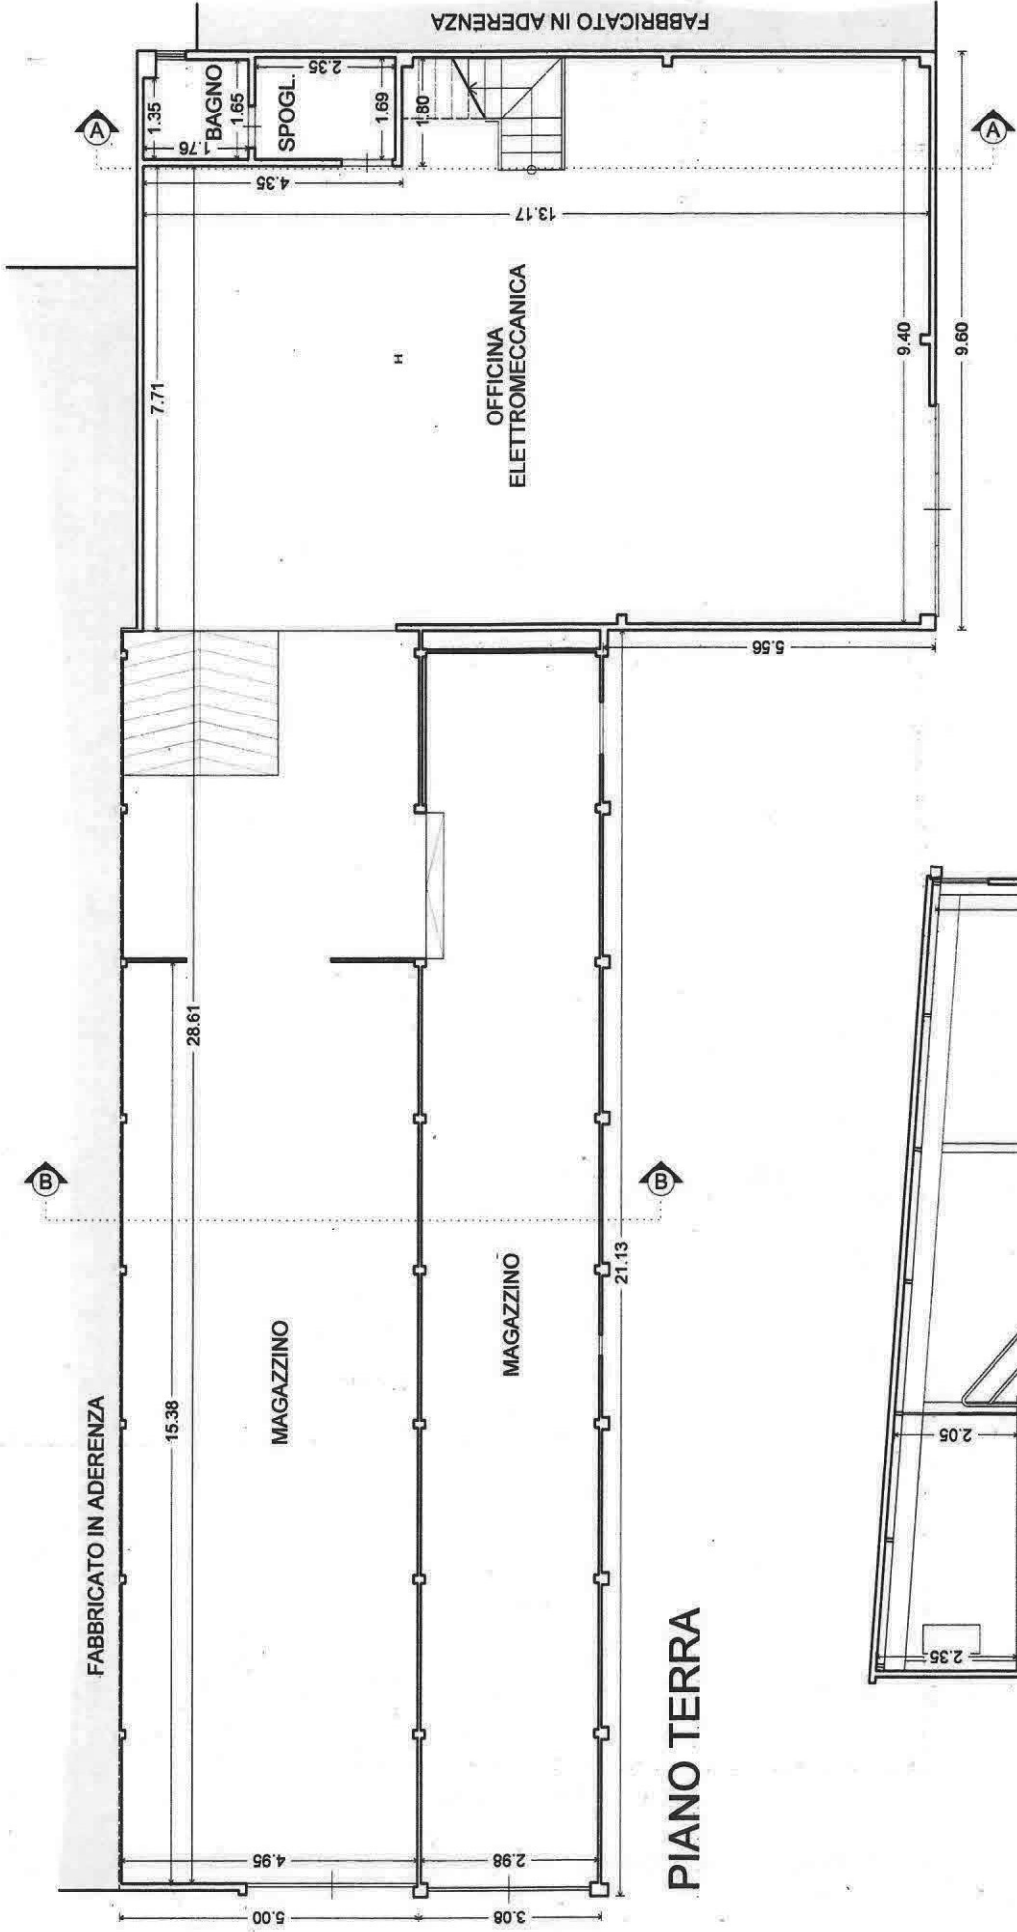 FABBRICATO IN ADERENZA
1.35
BAGNO
1.65
1.76
SPOGL.
2.35
1.69
1.80
A
A
4.35
13.17
7.71
H
OFFICINA
ELETTROMECCANICA
9.40
9.60
5.56
28.61
B
B
21.13
MAGAZZINO
MAGAZZINO
15.38
FABBRICATO IN ADERENZA
2.05
2.35
4.95
2.98
5.00
3.08
PIANO TERRA